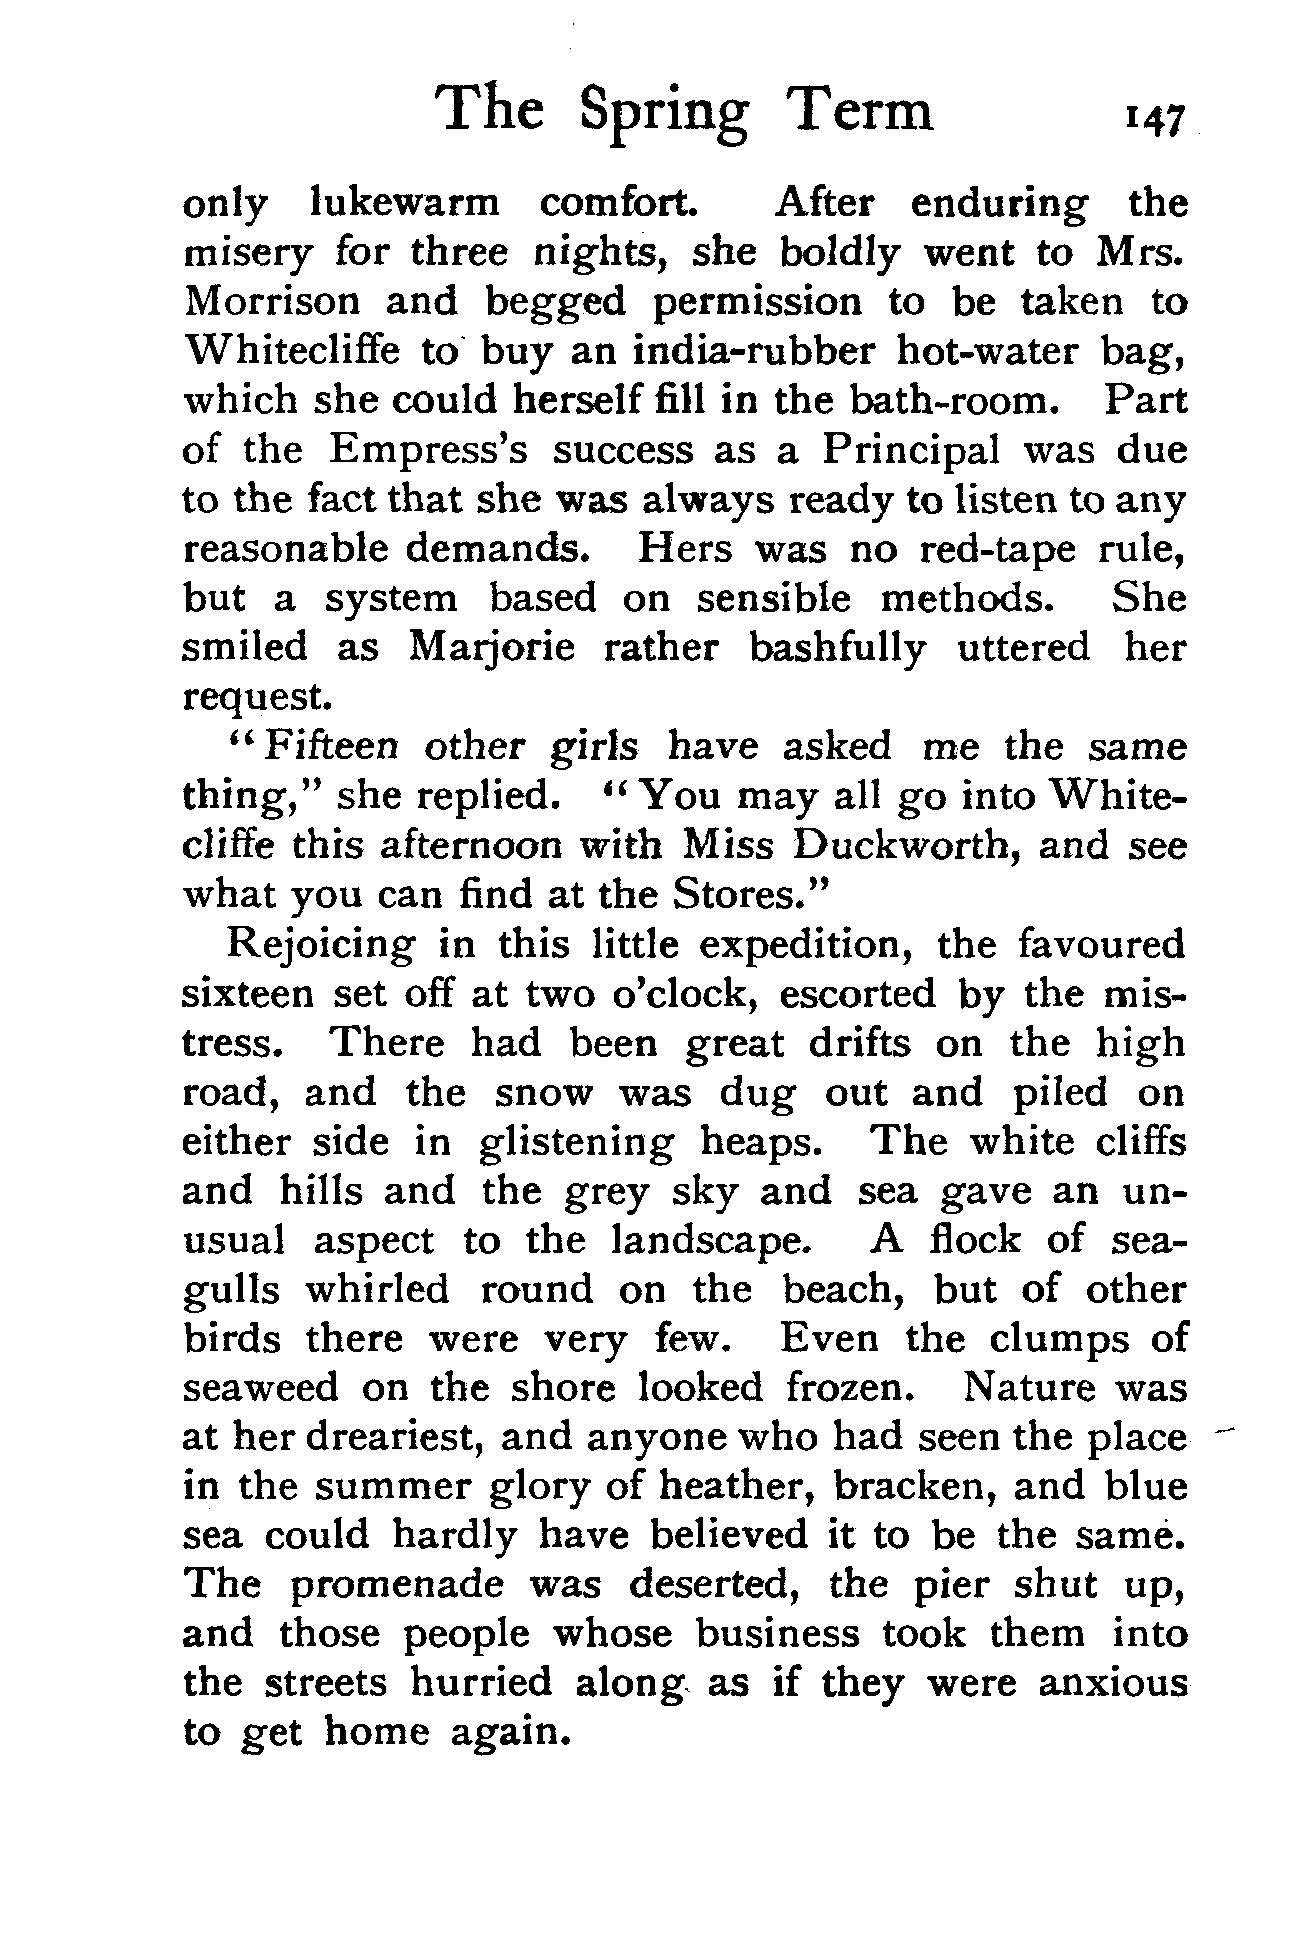 The Spring Term 147
only lukewarm comfort. After enduring the
misery for three nights, she boldly went to Mrs.
Morrison and begged permission to be taken to
Whitecliffe to buy an india-rubber hot-water bag,
which she could herself fill in the bath-room. Part
of the Empress's success as a Principal was due
to the fact that she was always ready to listen to any
reasonable demands. Hers was no red-tape rule,
but a system based on sensible methods. She
smiled as Marjorie rather bashfully uttered her
request.
“Fifteen other girls have asked me the same
thing,” she replied. “You may all go into White-
cliffe this afternoon with Miss Duckworth, and see
what you can find at the Stores.”
Rejoicing in this little expedition, the favoured
sixteen set off at two o'clock, escorted by the mis-
tress. There had been great drifts on the high
road, and the snow was dug out and piled on
either side in glistening heaps. The white cliffs
and hills and the grey sky and sea gave an un-
usual aspect to the landscape. A flock of sea-
gulls whirled round on the beach, but of other
birds there were very few. Even the clumps of
seaweed on the shore looked frozen. Nature was
at her dreariest, and anyone who had seen the place
in the summer glory of heather, bracken, and blue
sea could hardly have believed it to be the same.
The promenade was deserted, the pier shut up,
and those people whose business took them into
the streets hurried along as if they were anxious
to get home again.